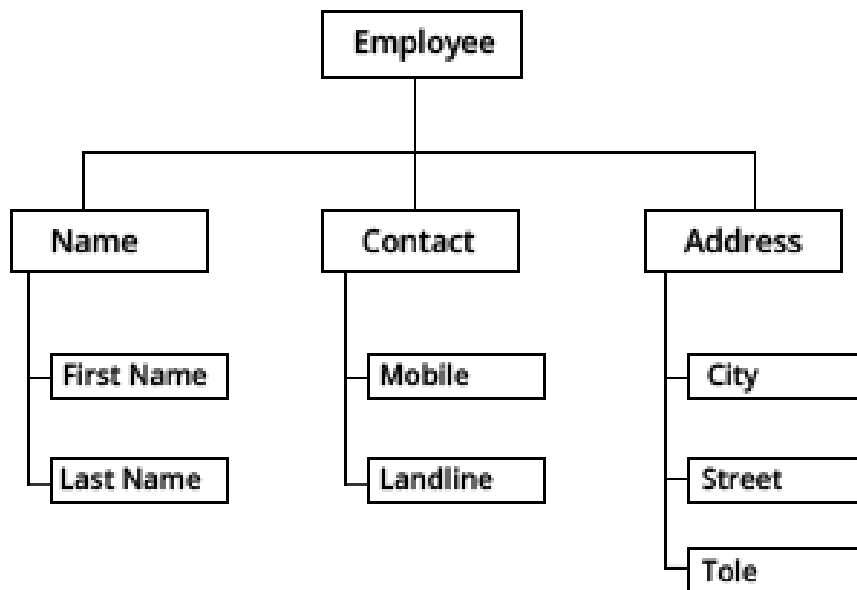 Employee
Name
Contact
Address
First Name
Mobile
City
Last Name
Landline
Street
Tole